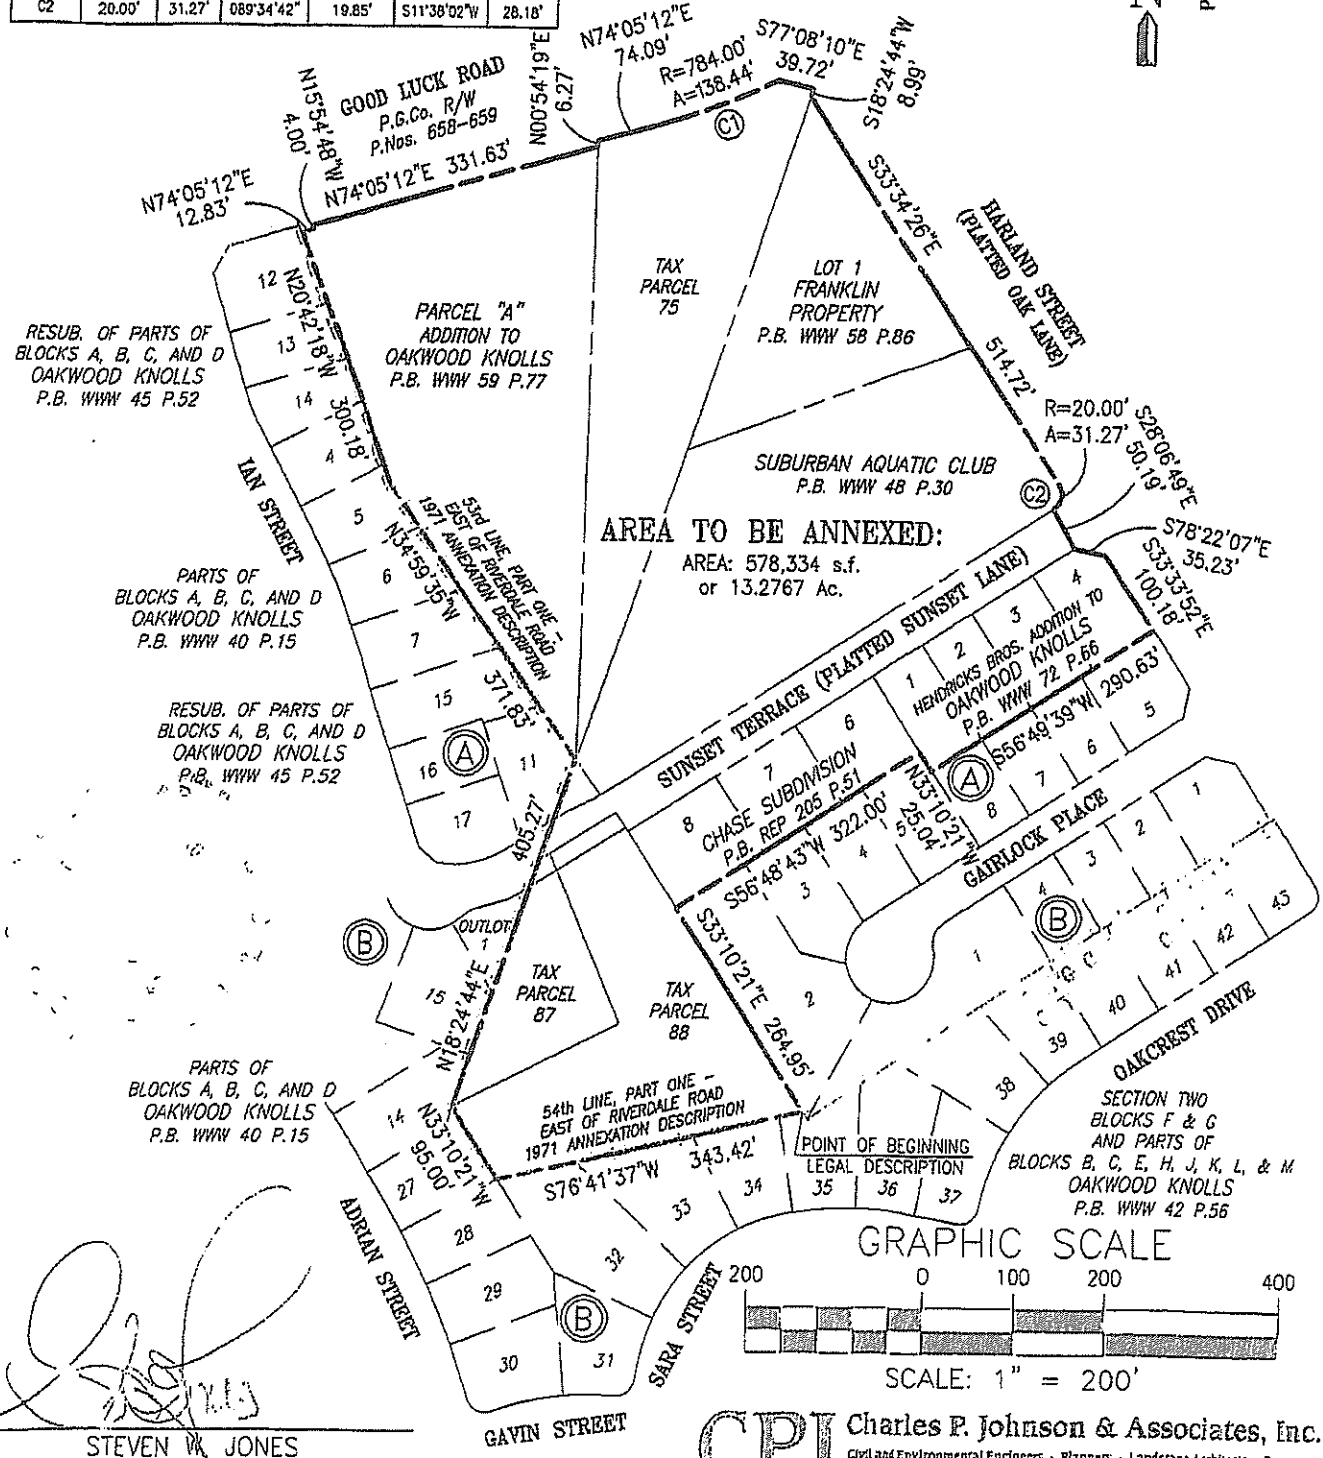 C2 20.00' 31.27' 089°34'42" 19.85' S11°38'02"W 28.18'
N74°05'12"E
74.09'
S77°08'10"E
39.72'
S18°24'44"W
8.99'
R=784.00'
A=138.44'
C1
N00°54'19"E
6.27'
GOOD LUCK ROAD
P.G.Co. R/W
P.Nos. 658-659
N15°54'48"W
4.00'
N74°05'12"E 331.63'
N74°05'12"E
12.83'
S33°34'26"E
514.72'
HARLAND STREET
(PLATTED OAK LANE)
12
13
14
4
5
6
7
15
16
17
11
A
N20°42'18"W
300.18'
TAX
PARCEL
75
LOT 1
FRANKLIN
PROPERTY
P.B. WWW 58 P.86
PARCEL "A"
ADDITION TO
OAKWOOD KNOLLS
P.B. WWW 59 P.77
RESUB. OF PARTS OF
BLOCKS A, B, C, AND D
OAKWOOD KNOLLS
P.B. WWW 45 P.52
IAN STREET
R=20.00'
A=31.27'
S28°06'49"E
50.19'
C2
SUBURBAN AQUATIC CLUB
P.B. WWW 48 P.30
53rd LINE, PART ONE -
EAST OF RIVERDALE ROAD
1971 ANNEXATION DESCRIPTION
N34°59'35"W
371.83'
AREA TO BE ANNEXED:
AREA: 578,334 s.f.
or 13.2767 Ac.
S78°22'07"E
35.23'
S33°33'52"E
100.18'
PARTS OF
BLOCKS A, B, C, AND D
OAKWOOD KNOLLS
P.B. WWW 40 P.15
SUNSET TERRACE (PLATTED SUNSET LANE)
1
2
3
4
HENDRICKS BROS. ADDITION TO
OAKWOOD KNOLLS
P.B. WWW 72 P.66
S56°49'39"W 290.63'
RESUB. OF PARTS OF
BLOCKS A, B, C, AND D
OAKWOOD KNOLLS
P.B. WWW 45 P.52
8
7
6
CHASE SUBDIVISION
P.B. REP 205 P.51
S56°48'43"W 322.00'
N33°10'21"W
25.04'
A
2
3
4
5
8
7
6
5
GAIRLOCK PLACE
405.27'
N18°24'44"E
B
OUTLOT
1
15
TAX
PARCEL
87
TAX
PARCEL
88
S33°10'21"E 264.95'
B
1
4
3
2
1
38
39
40
41
42
43
OAKCREST DRIVE
PARTS OF
BLOCKS A, B, C, AND D
OAKWOOD KNOLLS
P.B. WWW 40 P.15
54th LINE, PART ONE -
EAST OF RIVERDALE ROAD
1971 ANNEXATION DESCRIPTION
S76°41'37"W 343.42'
N33°10'21"W
95.00'
POINT OF BEGINNING
LEGAL DESCRIPTION
SECTION TWO
BLOCKS F & G
AND PARTS OF
BLOCKS B, C, E, H, J, K, L, & M
OAKWOOD KNOLLS
P.B. WWW 42 P.56
14
27
28
29
30
31
32
33
34
35
36
37
B
ADRIAN STREET
SARA STREET
GAVIN STREET
GRAPHIC SCALE
200 0 100 200 400
SCALE: 1" = 200'
STEVEN W. JONES
CPJ Charles P. Johnson & Associates, Inc.